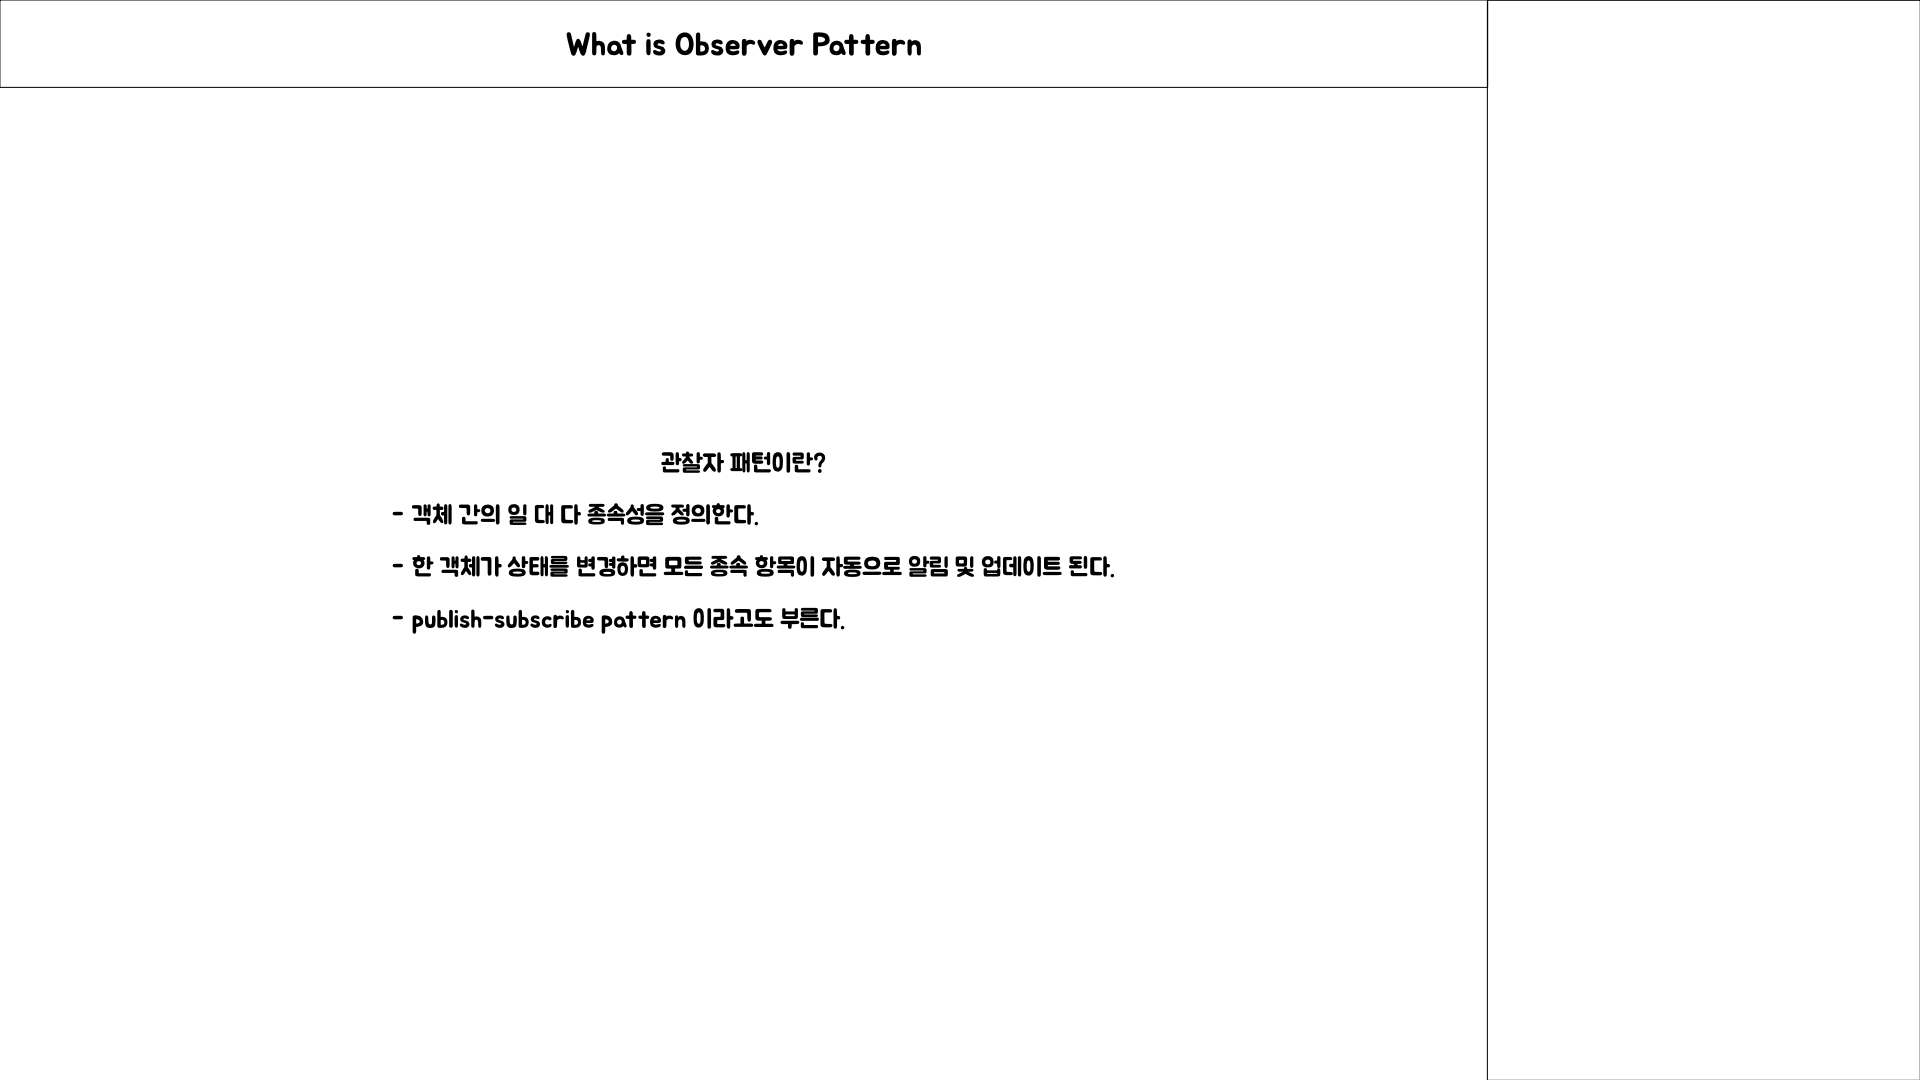 What is Observer Pattern
관찰자 패턴이란?
- 객체 간의 일 대 다 종속성을 정의한다.
- 한 객체가 상태를 변경하면 모든 종속 항목이 자동으로 알림 및 업데이트 된다.
- publish-subscribe pattern 이라고도 부른다.